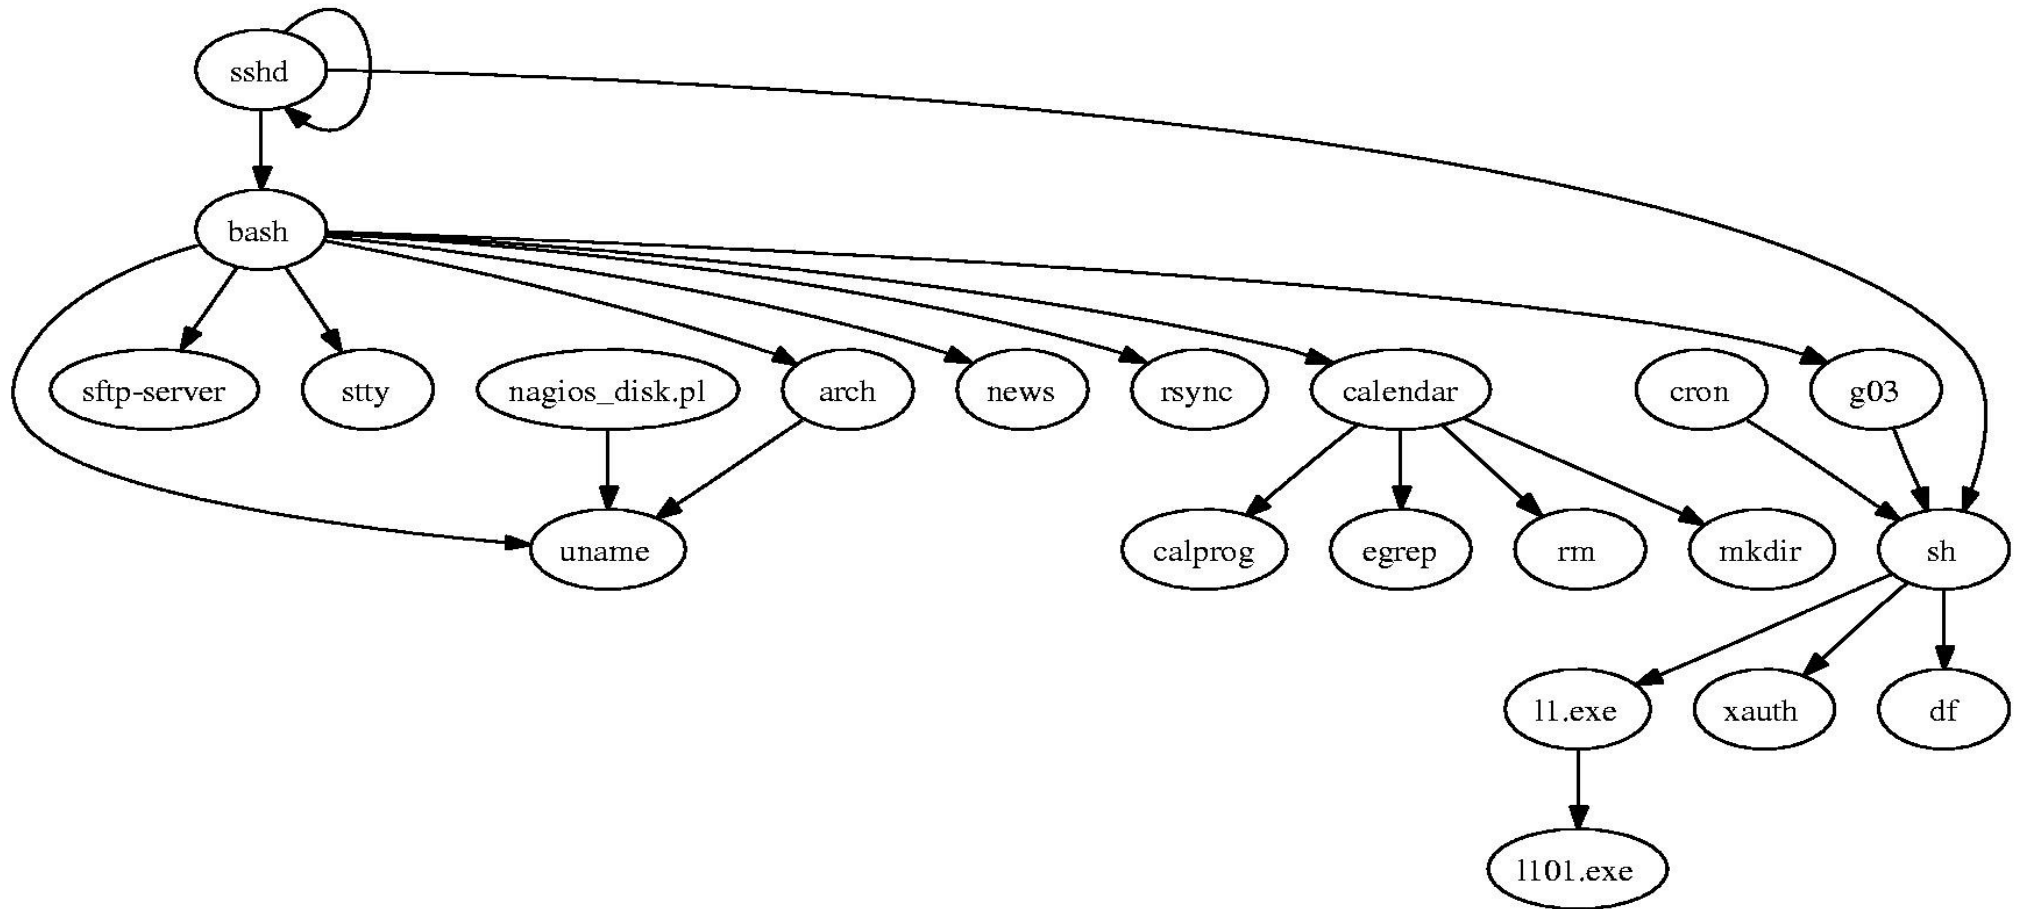 sshd
bash
sftp-server
stty
nagios_disk.pl
arch
news
rsync
calendar
cron
g03
uname
calprog
egrep
rm
mkdir
sh
l1.exe
xauth
df
l101.exe